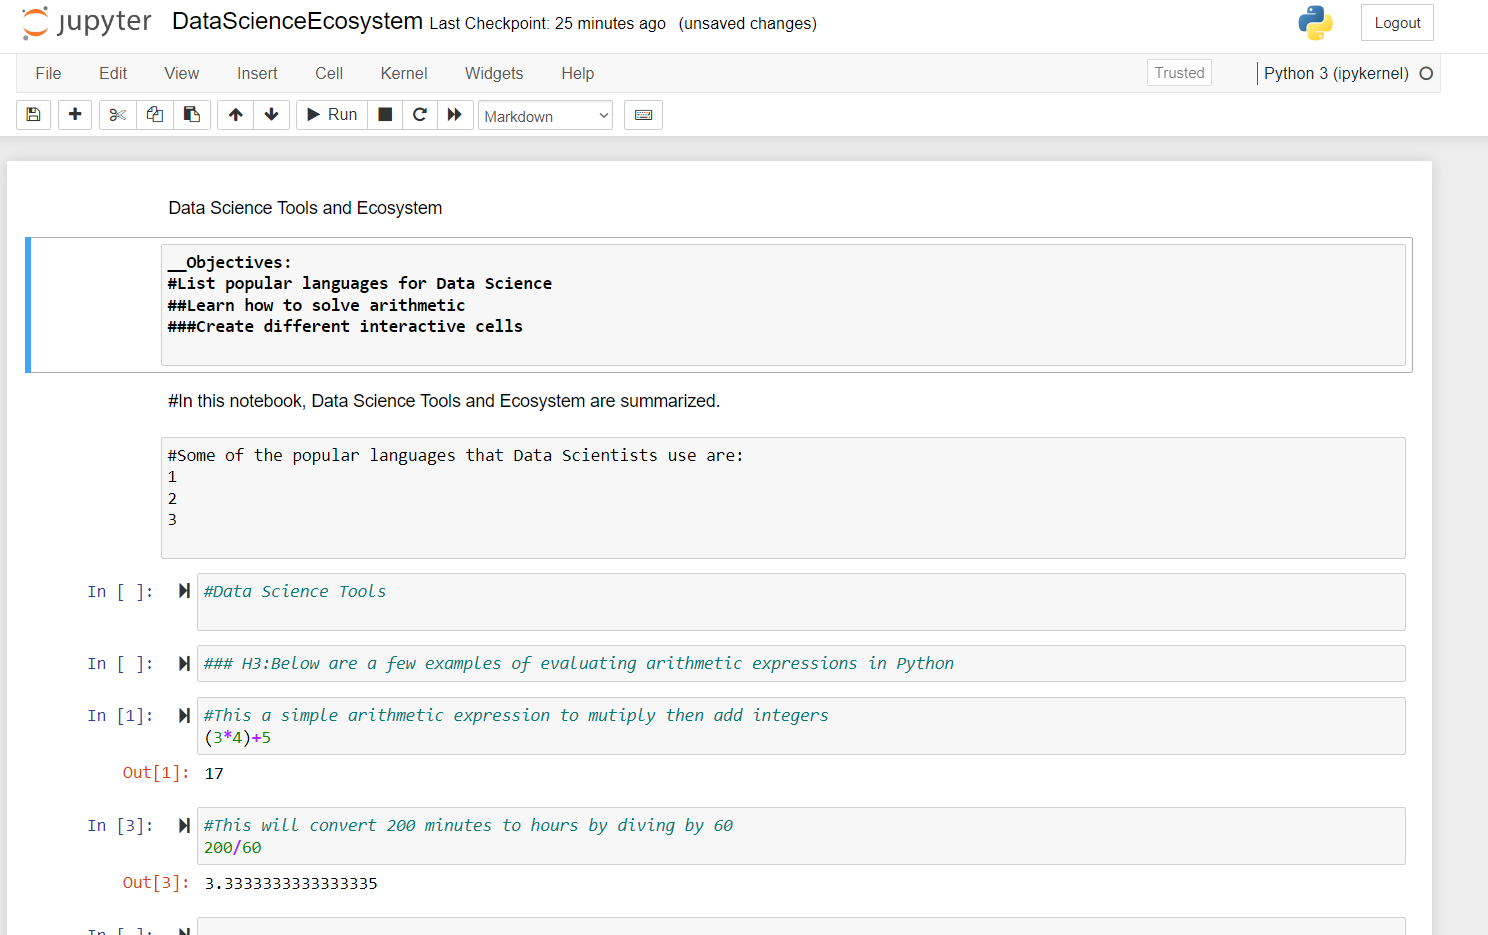 jupyter DataScienceEcosystem Last Checkpoint: 25 minutes ago (unsaved changes) Logout
File Edit View Insert Cell Kernel Widgets Help Trusted Python 3 (ipykernel)
Run Markdown
Data Science Tools and Ecosystem
__Objectives:
#List popular languages for Data Science
##Learn how to solve arithmetic
###Create different interactive cells
#In this notebook, Data Science Tools and Ecosystem are summarized.
#Some of the popular languages that Data Scientists use are:
1
2
3
In [ ]: #Data Science Tools
In [ ]: ### H3:Below are a few examples of evaluating arithmetic expressions in Python
In [1]: #This a simple arithmetic expression to mutiply then add integers
(3*4)+5
Out[1]: 17
In [3]: #This will convert 200 minutes to hours by diving by 60
200/60
Out[3]: 3.3333333333333335
In [ ]: